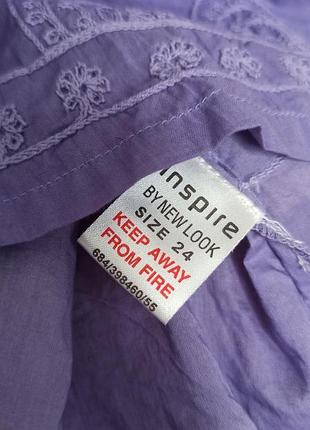 inspire
BY NEW LOOK
SIZE 24
KEEP AWAY
FROM FIRE
684/398460/55